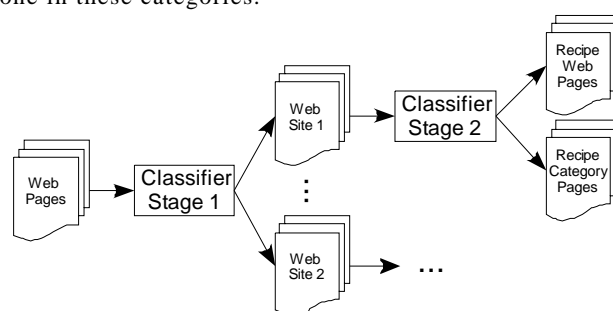 one in these categories.
Web
Pages
Classifier
Stage 1
Web
Site 1
Classifier
Stage 2
Recipe
Web
Pages
Recipe
Category
Pages
⋮
Web
Site 2
...